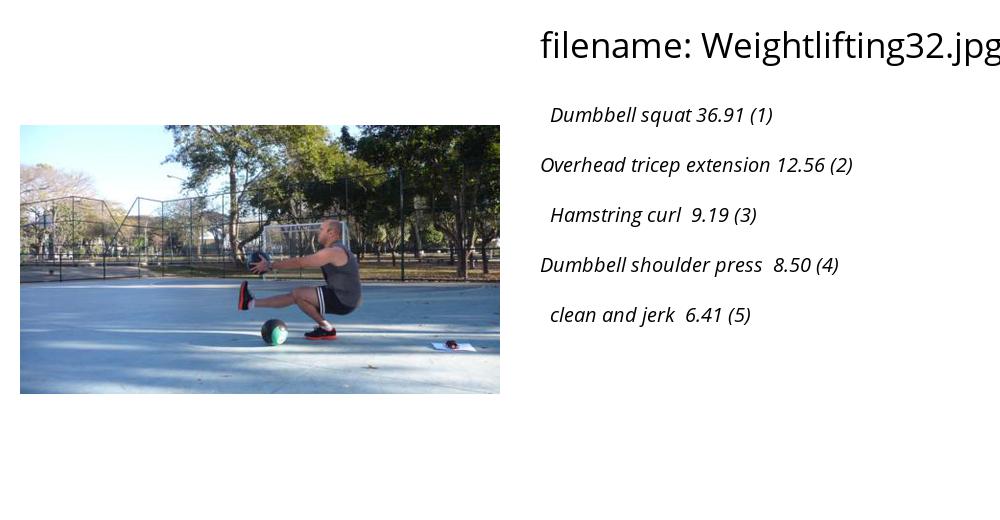 filename: Weightlifting32.jpg
Dumbbell squat 36.91 (1)
Overhead tricep extension 12.56 (2)
Hamstring curl 9.19 (3)
Dumbbell shoulder press 8.50 (4)
clean and jerk 6.41 (5)